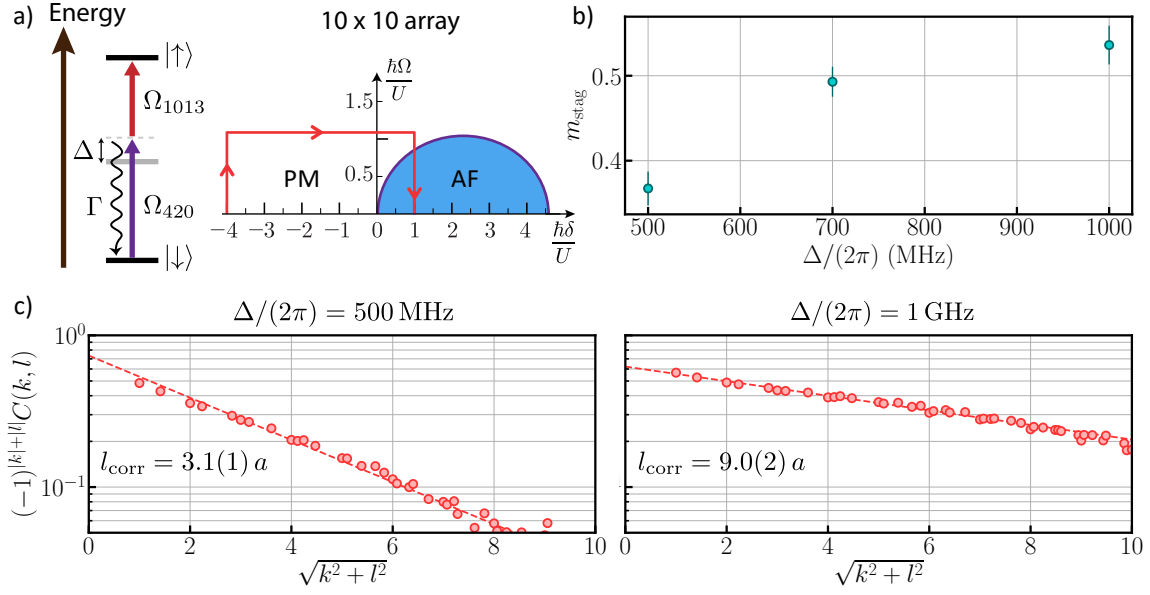 a)
Energy
10 x 10 array
|↑⟩
Ω1013
Δ
Γ
Ω420
|↓⟩
ħΩ/U
1.5
1
0.5
PM
AF
−4 −3 −2 −1 0 1 2 3 4
ħδ/U
b)
mstag
0.5
0.4
500 600 700 800 900 1000
Δ/(2π) (MHz)
c)
Δ/(2π) = 500 MHz
(−1)^{|k|+|l|}C(k, l)
10^0
10^{−1}
lcorr = 3.1(1) a
0 2 4 6 8 10
√k² + l²
Δ/(2π) = 1 GHz
lcorr = 9.0(2) a
0 2 4 6 8 10
√k² + l²